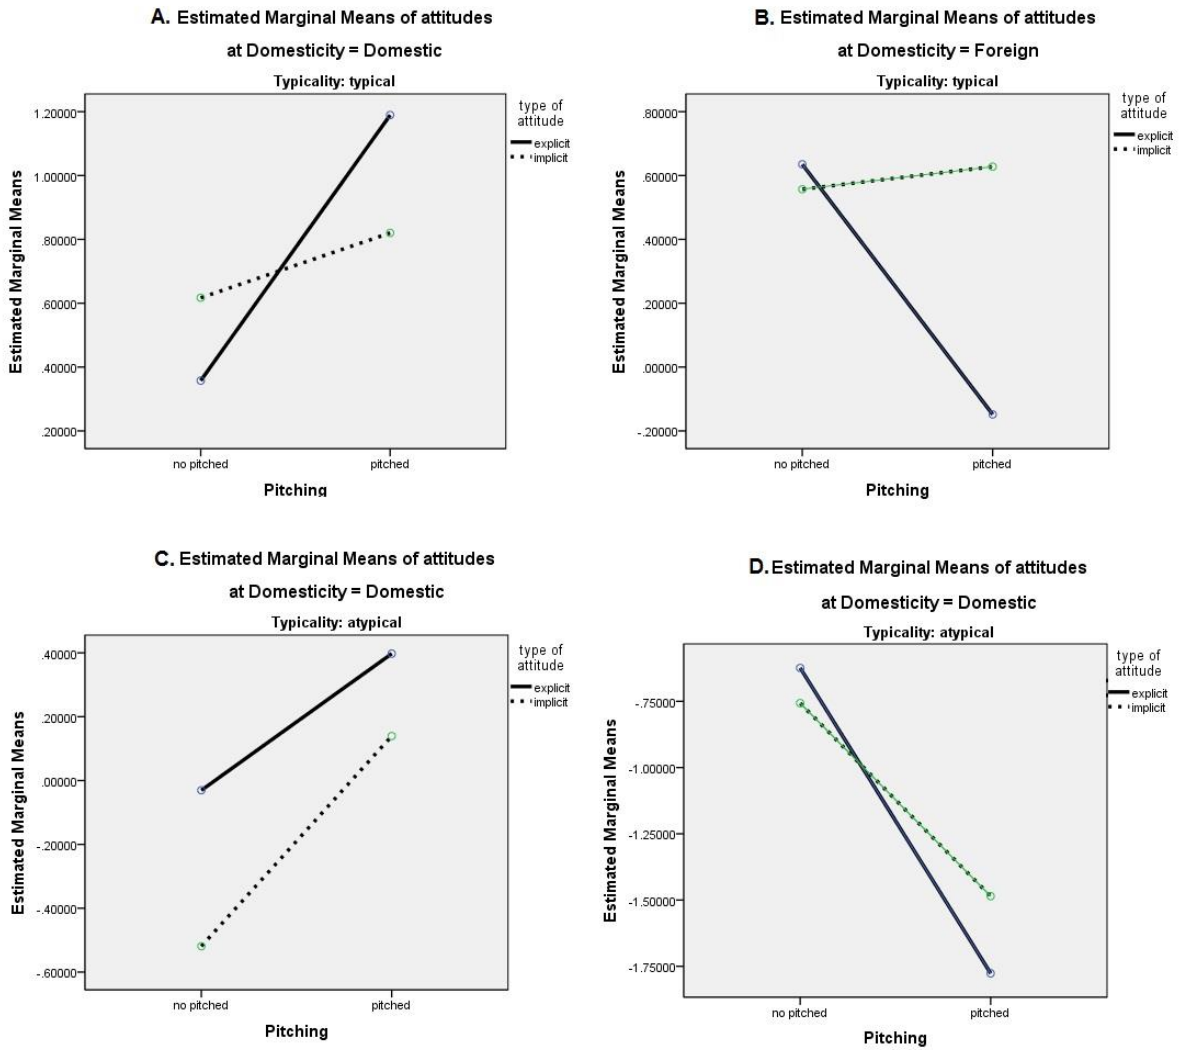 A. Estimated Marginal Means of attitudes
at Domesticity = Domestic
Typicality: typical
type of
attitude
explicit
implicit
Estimated Marginal Means
1.20000
1.00000
.80000
.60000
.40000
.20000
no pitched
pitched
Pitching
B. Estimated Marginal Means of attitudes
at Domesticity = Foreign
Typicality: typical
type of
attitude
explicit
implicit
Estimated Marginal Means
.80000
.60000
.40000
.20000
.00000
-.20000
no pitched
pitched
Pitching
C. Estimated Marginal Means of attitudes
at Domesticity = Domestic
Typicality: atypical
type of
attitude
explicit
implicit
Estimated Marginal Means
.40000
.20000
.00000
-.20000
-.40000
-.60000
no pitched
pitched
Pitching
D. Estimated Marginal Means of attitudes
at Domesticity = Domestic
Typicality: atypical
type of
attitude
explicit
implicit
Estimated Marginal Means
-.75000
-1.00000
-1.25000
-1.50000
-1.75000
no pitched
pitched
Pitching